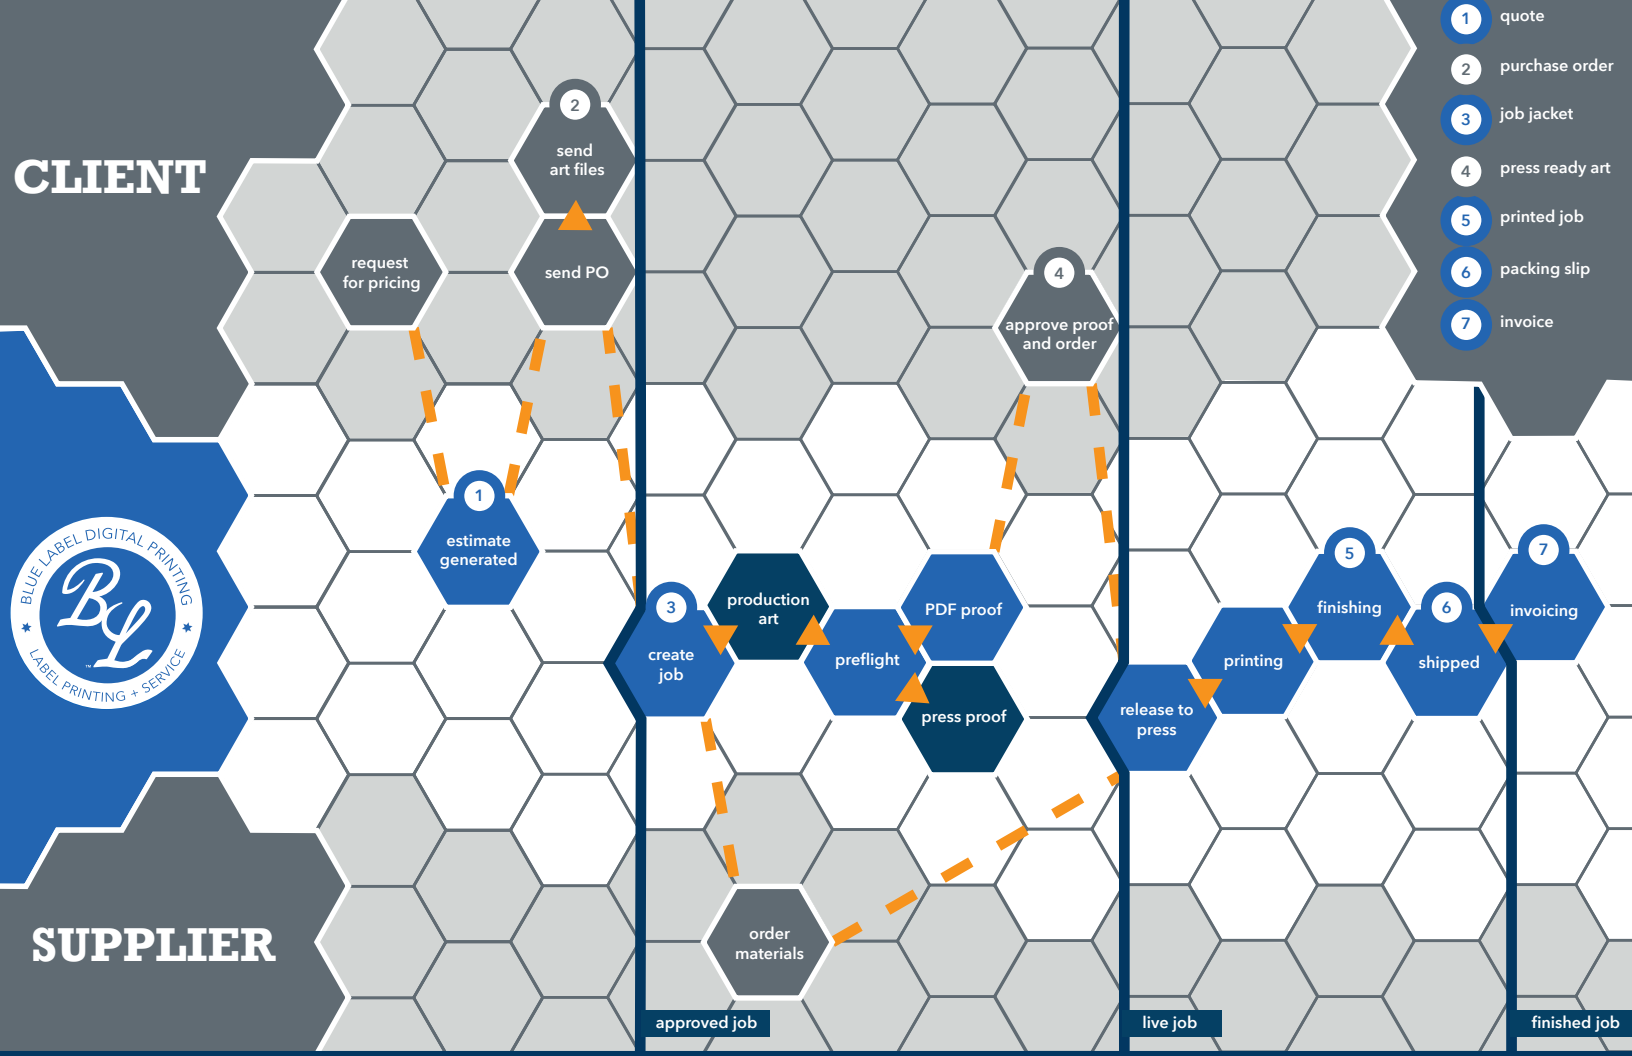 CLIENT
2
send
art files
request
for pricing
send PO
4
approve proof
and order
1
quote
2
purchase order
3
job jacket
4
press ready art
5
printed job
6
packing slip
7
invoice
BLUE LABEL DIGITAL PRINTING
BL
™
LABEL PRINTING + SERVICE
1
estimate
generated
3
create
job
production
art
preflight
PDF proof
press proof
release to
press
printing
5
finishing
6
shipped
7
invoicing
SUPPLIER
order
materials
approved job
live job
finished job